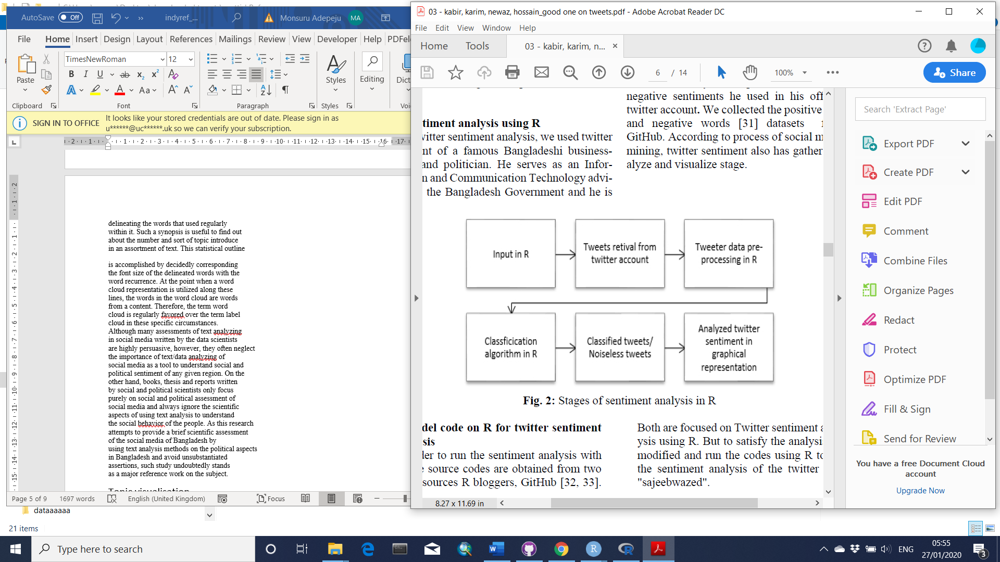 AutoSave Off
indyref_...
Monsuru Adepeju MA
File Home Insert Design Layout References Mailings Review View Developer Help PDFel
TimesNewRoman 12
Paste
Styles
Editing
Dict
Clipboard Font Paragraph Styles Voi
SIGN IN TO OFFICE It looks like your stored credentials are out of date. Please sign in as
u******@uc******.uk so we can verify your subscription.
delineating the words that used regularly
within it. Such a synopsis is useful to find out
about the number and sort of topic introduce
in an assortment of text. This statistical outline
is accomplished by decidedly corresponding
the font size of the delineated words with the
word recurrence. At the point when a word
cloud representation is utilized along these
lines, the words in the word cloud are words
from a content. Therefore, the term word
cloud is regularly favored over the term label
cloud in these specific circumstances.
Although many assessments of text analyzing
in social media written by the data scientists
are highly persuasive, however, they often neglect
the importance of text/data analyzing of
social media as a tool to understand social and
political sentiment of any given region. On the
other hand, books, thesis and reports written
by social and political scientists only focus
purely on social and political assessment of
social media and always ignore the scientific
aspects of using text analysis to understand
the social behavior of the people. As this research
attempts to provide a brief scientific assessment
of the social media of Bangladesh by
using text analysis methods on the political aspects
in Bangladesh and avoid unsubstantiated
assertions, such study undoubtedly stands
as a major reference work on the subject.
Topic visualisation
Page 5 of 9 1697 words English (United Kingdom) Focus
dataaaaaa
21 items
03 - kabir, karim, newaz, hossain_good one on tweets.pdf - Adobe Acrobat Reader DC
File Edit View Window Help
Home Tools 03 - kabir, karim, n... ×
6 / 14 100% Share
timent analysis using R
witter sentiment analysis, we used twitter
nt of a famous Bangladeshi business-
and politician. He serves as an Infor-
n and Communication Technology advi-
the Bangladesh Government and he is
negative sentiments he used in his off
twitter account. We collected the positive
and negative words [31] datasets f
GitHub. According to process of social m
mining, twitter sentiment also has gather
alyze and visualize stage.
Input in R
Tweets retival from
twitter account
Tweeter data pre-
processing in R
Classficication
algorithm in R
Classified tweets/
Noiseless tweets
Analyzed twitter
sentiment in
graphical
representation
Fig. 2: Stages of sentiment analysis in R
del code on R for twitter sentiment
sis
der to run the sentiment analysis with
e source codes are obtained from two
sources R bloggers, GitHub [32, 33].
Both are focused on Twitter sentiment a
ysis using R. But to satisfy the analysi
modified and run the codes using R to
the sentiment analysis of the twitter
"sajeebwazed".
8.27 x 11.69 in
Search 'Extract Page'
Export PDF
Create PDF
Edit PDF
Comment
Combine Files
Organize Pages
Redact
Protect
Optimize PDF
Fill & Sign
Send for Review
You have a free Document Cloud
account
Upgrade Now
Type here to search
ENG
05:55
27/01/2020
3